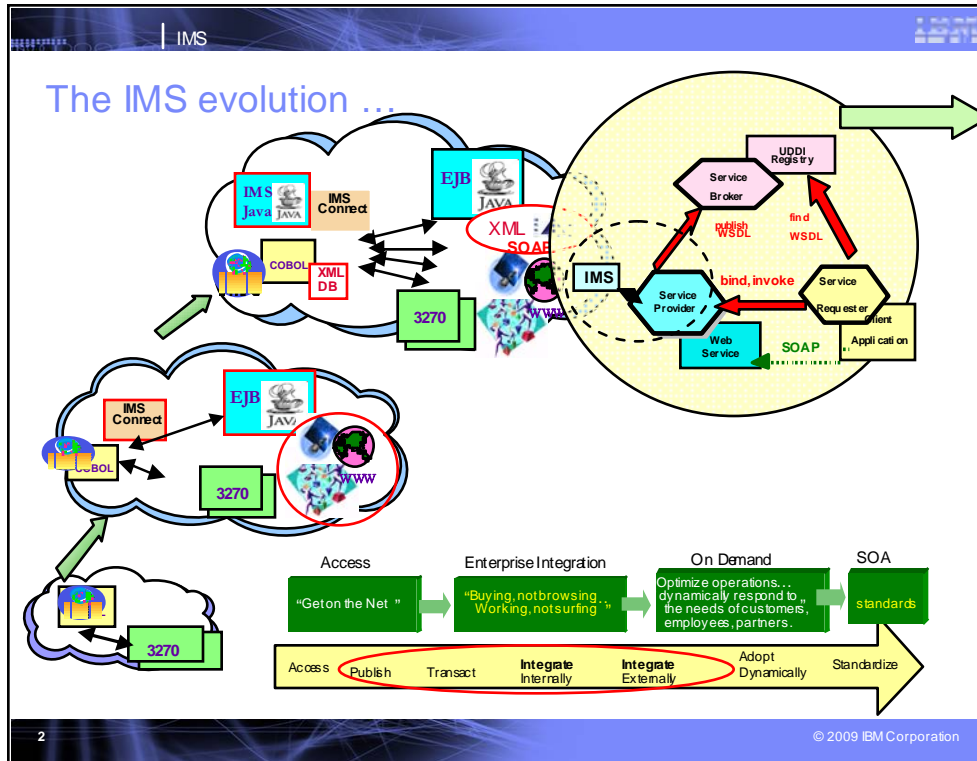 IMS
IBM
The IMS evolution ...
IMS
Java
JAVA
IMS
Connect
COBOL
XML
DB
EJB
JAVA
XML
SOAP
3270
WWW
UDDI
Registry
Service
Broker
publish
WSDL
find
WSDL
IMS
Service
Provider
bind, invoke
Service
Requester
Client
Application
Web
Service
SOAP
IMS
Connect
EJB
JAVA
COBOL
3270
WWW
3270
Access
Enterprise Integration
On Demand
SOA
“Get on the Net ”
“Buying, not browsing...
Working, not surfing ”
Optimize operations...
dynamically respond to „
the needs of customers,
employees, partners.
standards
Access
Publish
Transact
Integrate
Internally
Integrate
Externally
Adopt
Dynamically
Standardize
2
© 2009 IBM Corporation